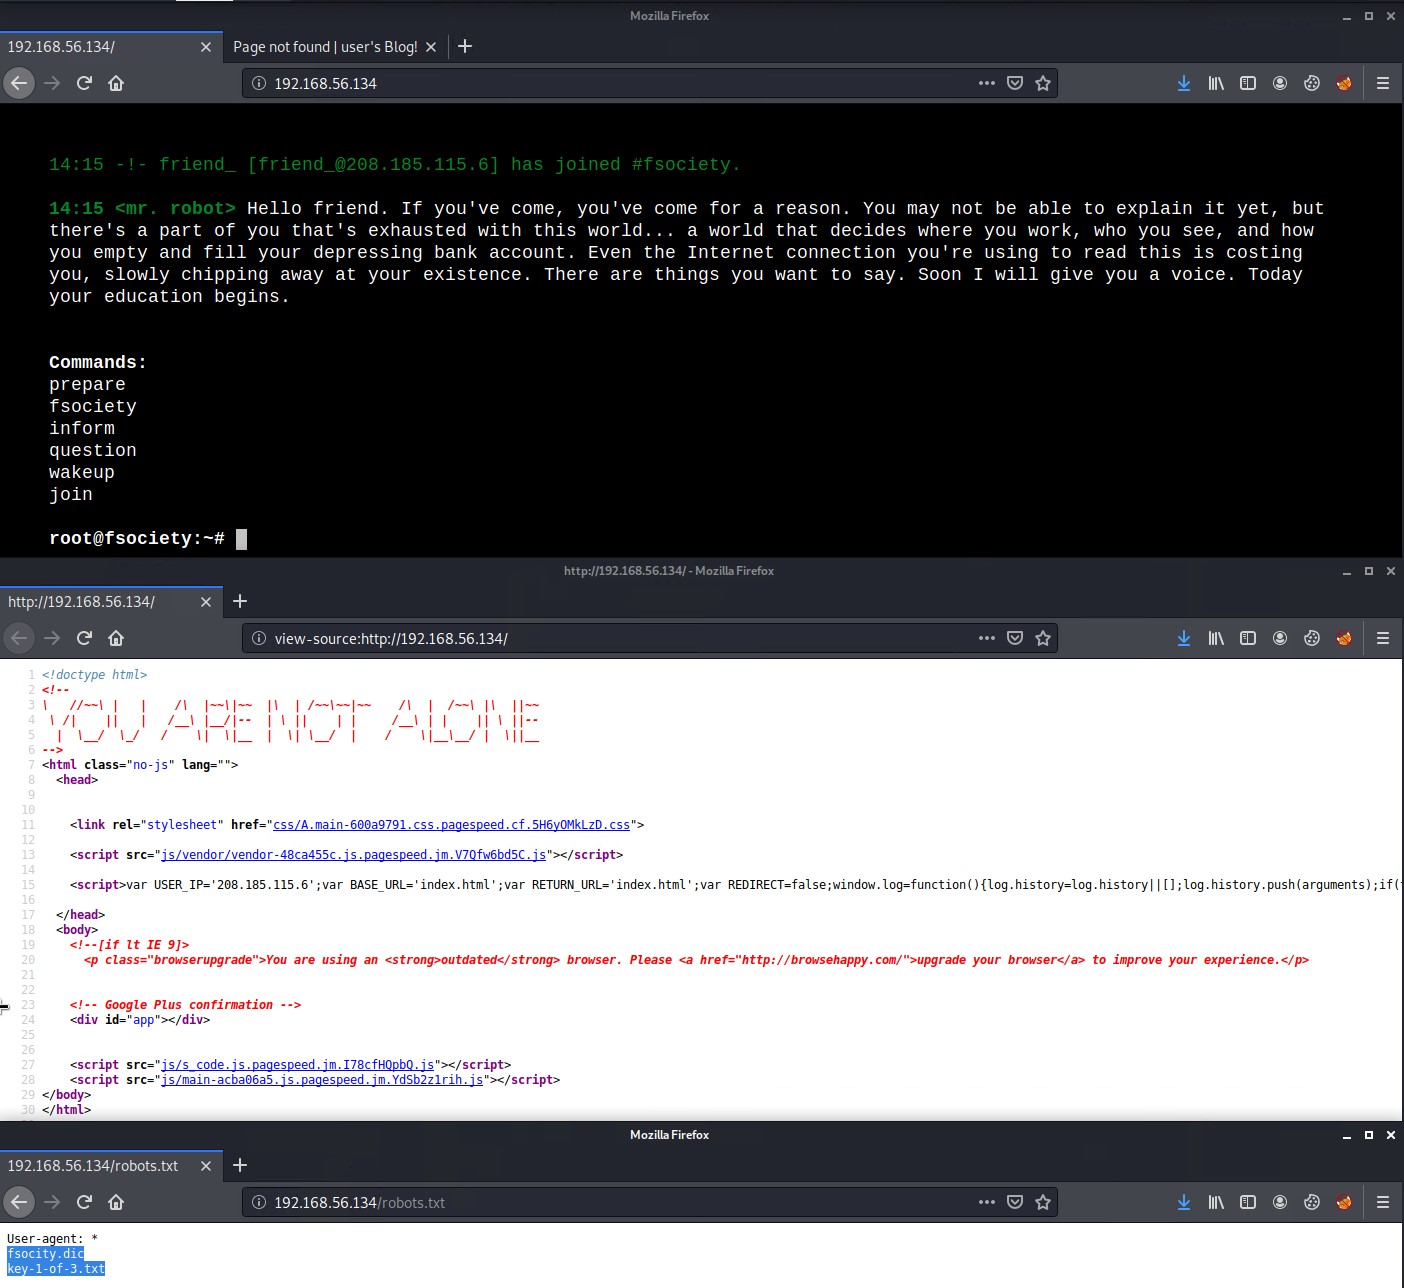 Mozilla Firefox
192.168.56.134/
Page not found | user's Blog!
192.168.56.134
14:15 -!- friend_ [friend_@208.185.115.6] has joined #fsociety.
14:15 <mr. robot> Hello friend. If you've come, you've come for a reason. You may not be able to explain it yet, but
there's a part of you that's exhausted with this world... a world that decides where you work, who you see, and how
you empty and fill your depressing bank account. Even the Internet connection you're using to read this is costing
you, slowly chipping away at your existence. There are things you want to say. Soon I will give you a voice. Today
your education begins.
Commands:
prepare
fsociety
inform
question
wakeup
join
root@fsociety:~#
http://192.168.56.134/ - Mozilla Firefox
http://192.168.56.134/
view-source:http://192.168.56.134/
1 <!doctype html>
2 <!--
3 \   //~~\ |   |    /\  |~~\|~~  |\  | /~~\~~|~~    /\  |  /~~\ |\  ||~~
4  \ /|    ||   |   /__\ |__/|--  | \ ||    | |     /__\ | |    || \ ||--
5   |  \__/  \_/   /    \|  \|__  |  \| \__/  |    /    \|__\__/ |  \||__
6 -->
7 <html class="no-js" lang="">
8   <head>
9
10
11     <link rel="stylesheet" href="css/A.main-600a9791.css.pagespeed.cf.5H6yOMkLzD.css">
12
13     <script src="js/vendor/vendor-48ca455c.js.pagespeed.jm.V7Qfw6bd5C.js"></script>
14
15     <script>var USER_IP='208.185.115.6';var BASE_URL='index.html';var RETURN_URL='index.html';var REDIRECT=false;window.log=function(){log.history=log.history||[];log.history.push(arguments);if(
16
17   </head>
18   <body>
19     <!--[if lt IE 9]>
20       <p class="browserupgrade">You are using an <strong>outdated</strong> browser. Please <a href="http://browsehappy.com/">upgrade your browser</a> to improve your experience.</p>
21
22
23     <!-- Google Plus confirmation -->
24     <div id="app"></div>
25
26
27     <script src="js/s_code.js.pagespeed.jm.I78cfHQpbQ.js"></script>
28     <script src="js/main-acba06a5.js.pagespeed.jm.YdSb2z1rih.js"></script>
29 </body>
30 </html>
Mozilla Firefox
192.168.56.134/robots.txt
192.168.56.134/robots.txt
User-agent: *
fsocity.dic
key-1-of-3.txt